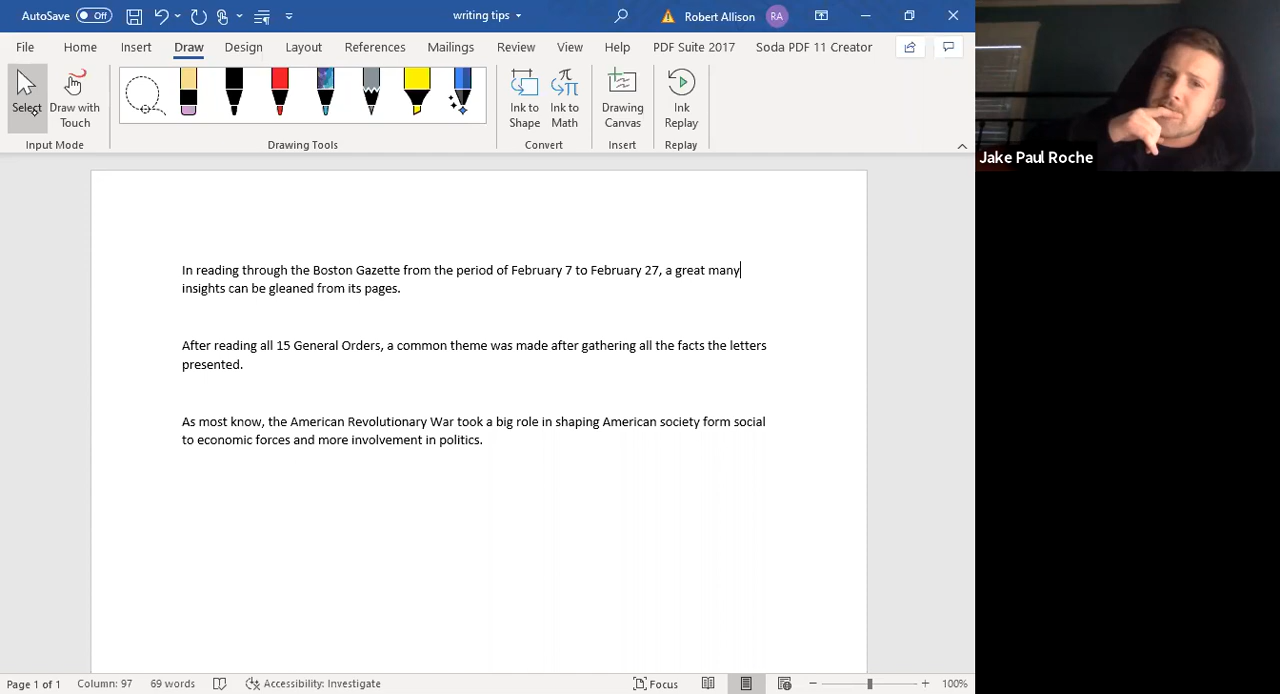 AutoSave Off writing tips Robert Allison RA
File Home Insert Draw Design Layout References Mailings Review View Help PDF Suite 2017 Soda PDF 11 Creator
Select
Draw with Touch
Ink to Shape
Ink to Math
Drawing Canvas
Ink Replay
Input Mode Drawing Tools Convert Insert Replay
Jake Paul Roche
In reading through the Boston Gazette from the period of February 7 to February 27, a great many
insights can be gleaned from its pages.
After reading all 15 General Orders, a common theme was made after gathering all the facts the letters
presented.
As most know, the American Revolutionary War took a big role in shaping American society form social
to economic forces and more involvement in politics.
Page 1 of 1 Column: 97 69 words Accessibility: Investigate Focus 100%